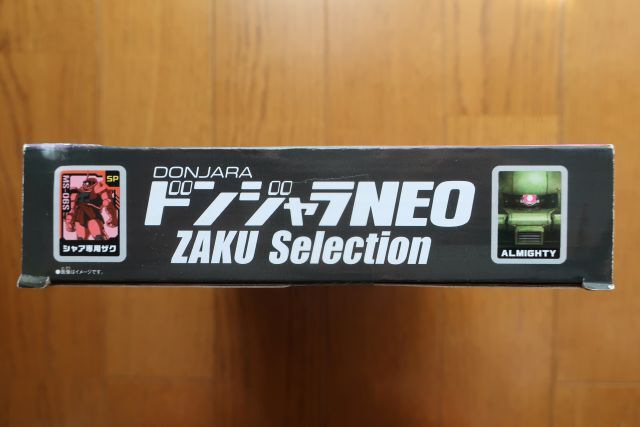 DONJARA
ドンジャラNEO
ZAKU Selection
SP
MS-06S
シャア専用ザク
●画像はイメージです。
ALMIGHTY